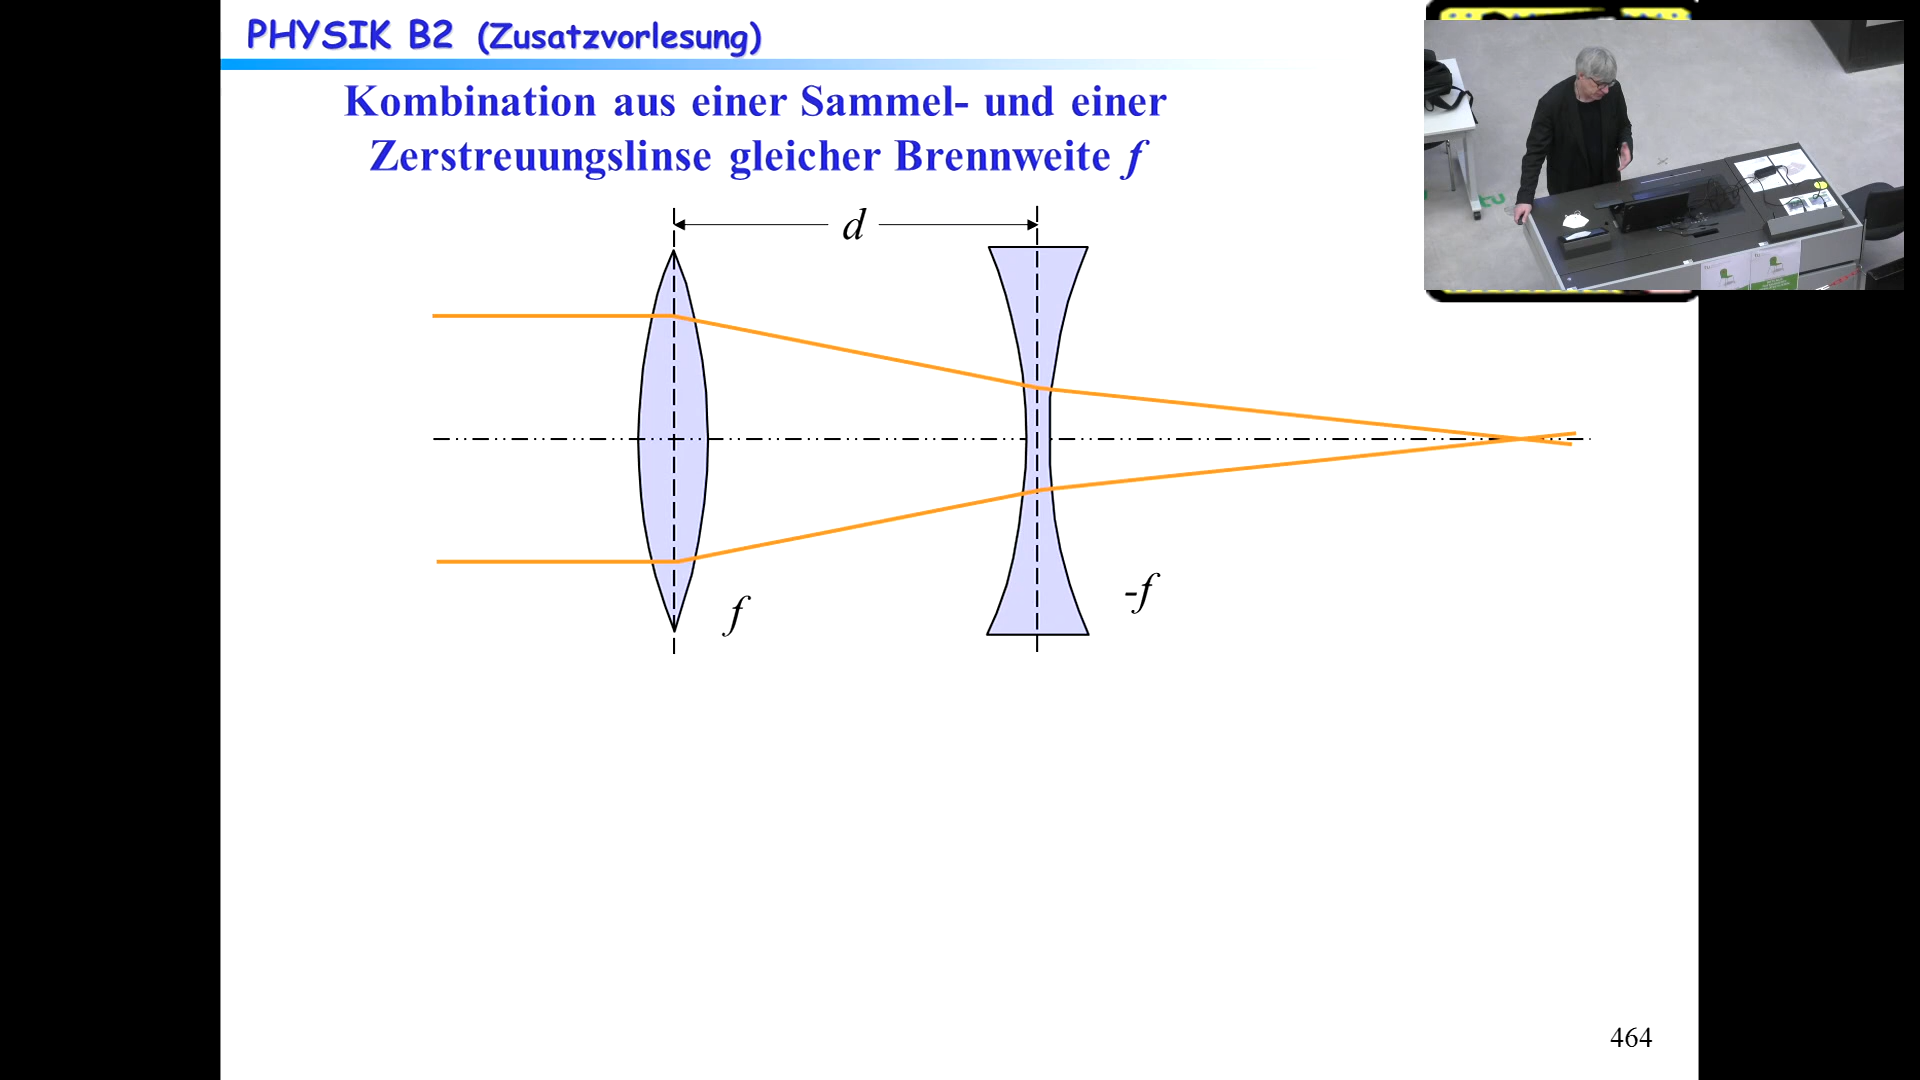 PHYSIK B2 (Zusatzvorlesung)
Kombination aus einer Sammel- und einer
Zerstreuungslinse gleicher Brennweite f
d
f
-f
464